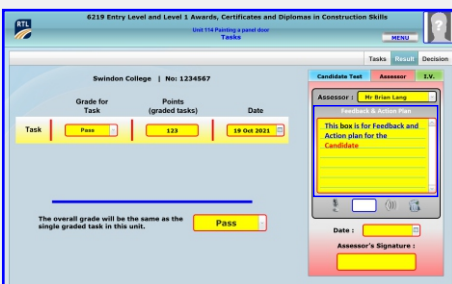 6219 Entry Level and Level 1 Awards, Certificates and Diplomas in Construction Skills
RTL
Unit 114 Painting a panel door
Tasks
MENU
?
Tasks Result Decision
Swindon College | No: 1234567
Candidate Text Assessor I.V.
Assessor : Mr Brian Lang
Feedback & Action Plan
This box is for Feedback and
Action plan for the
Candidate
Grade for
Task
Points
(graded tasks)
Date
Task Pass 123 19 Oct 2021
The overall grade will be the same as the
single graded task in this unit.
Pass
Date :
Assessor's Signature :